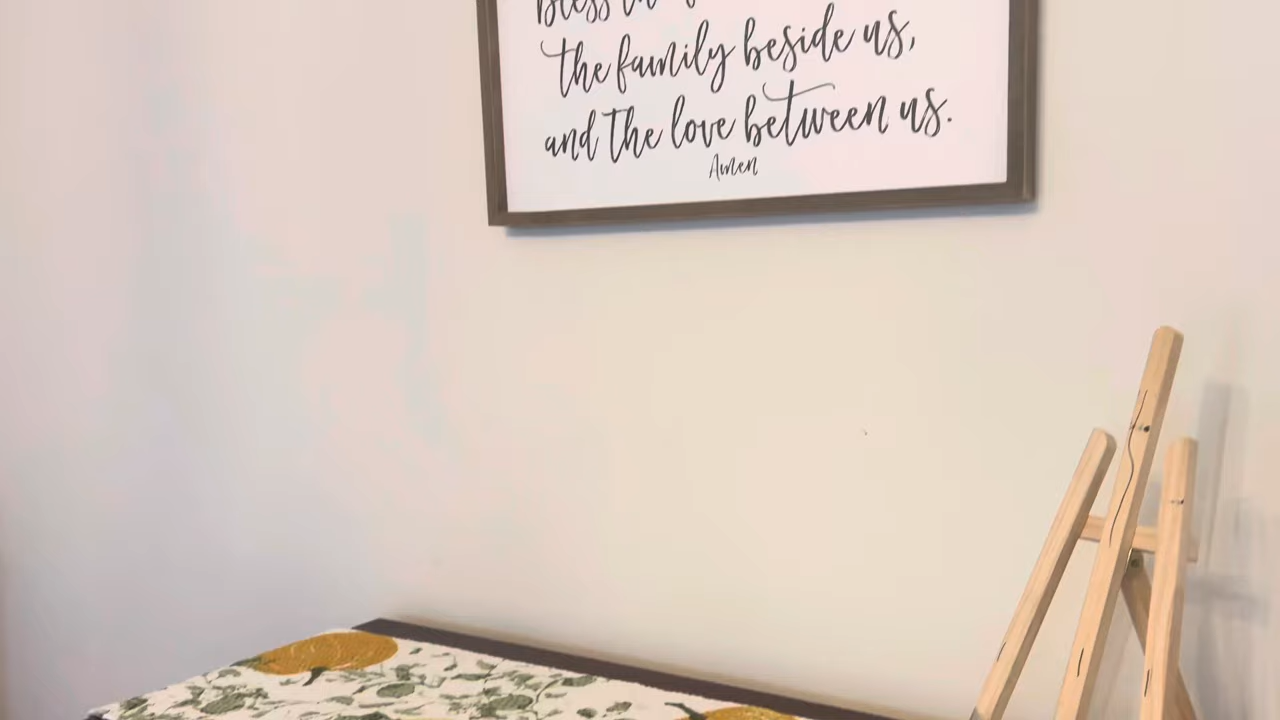 the family beside us,
and the love between us.
Amen